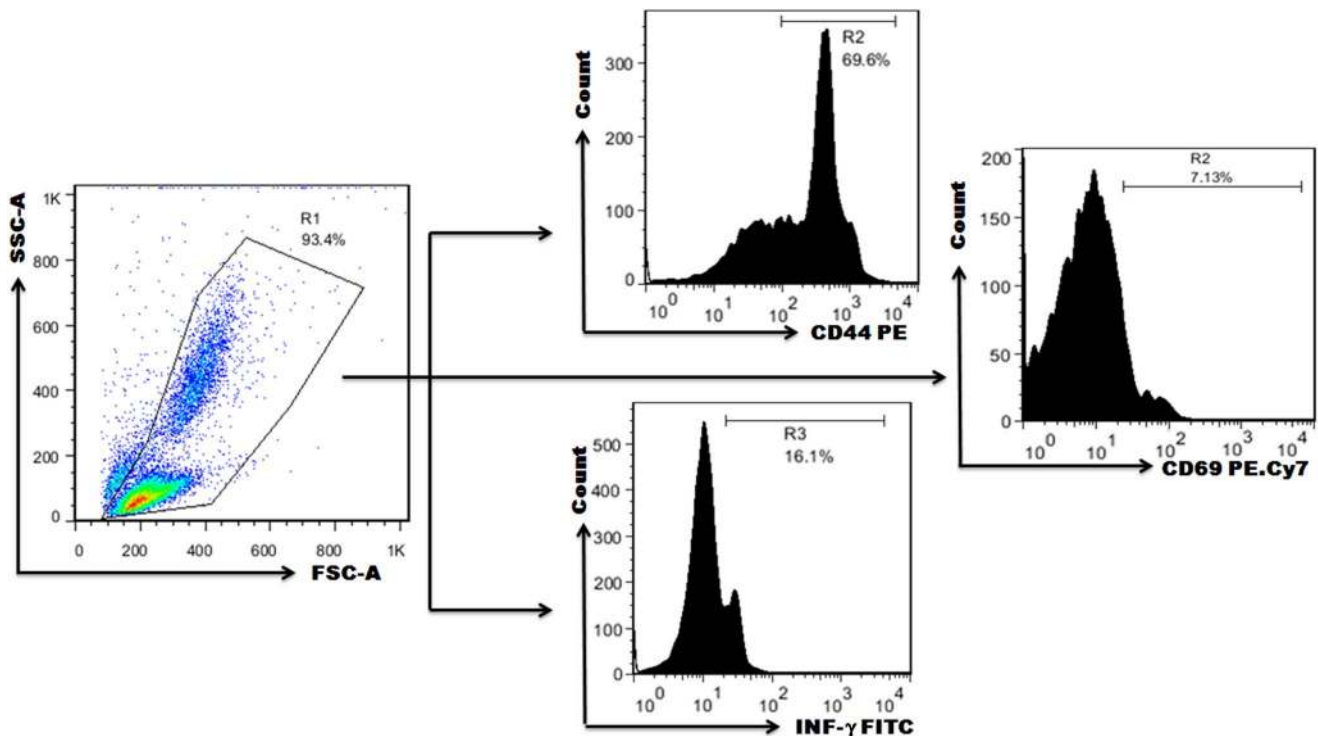 SSC-A
1K
800
600
400
200
0
R1
93.4%
0 200 400 600 800 1K
FSC-A
Count
300
200
100
0
R2
69.6%
10^0 10^1 10^2 10^3 10^4
CD44 PE
Count
500
400
300
200
100
0
R3
16.1%
10^0 10^1 10^2 10^3 10^4
INF-γ FITC
Count
200
150
100
50
0
R2
7.13%
10^0 10^1 10^2 10^3 10^4
CD69 PE.Cy7